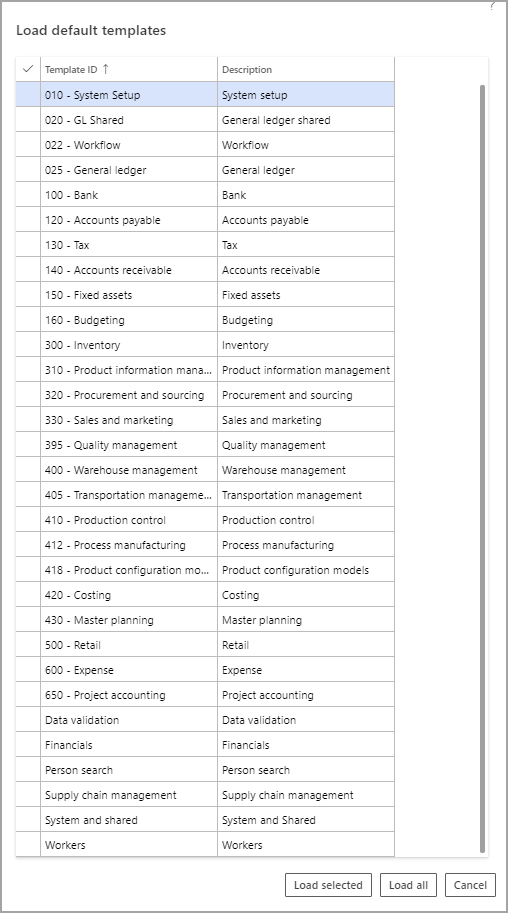 ?
Load default templates
Template ID ↑ Description
010 - System Setup System setup
020 - GL Shared General ledger shared
022 - Workflow Workflow
025 - General ledger General ledger
100 - Bank Bank
120 - Accounts payable Accounts payable
130 - Tax Tax
140 - Accounts receivable Accounts receivable
150 - Fixed assets Fixed assets
160 - Budgeting Budgeting
300 - Inventory Inventory
310 - Product information mana... Product information management
320 - Procurement and sourcing Procurement and sourcing
330 - Sales and marketing Sales and marketing
395 - Quality management Quality management
400 - Warehouse management Warehouse management
405 - Transportation manageme... Transportation management
410 - Production control Production control
412 - Process manufacturing Process manufacturing
418 - Product configuration mo... Product configuration models
420 - Costing Costing
430 - Master planning Master planning
500 - Retail Retail
600 - Expense Expense
650 - Project accounting Project accounting
Data validation Data validation
Financials Financials
Person search Person search
Supply chain management Supply chain management
System and shared System and Shared
Workers Workers
Load selected Load all Cancel